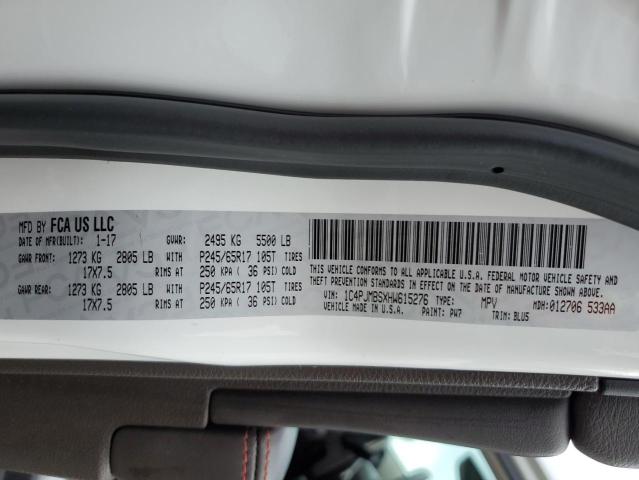 MFD BY FCA US LLC
DATE OF MFR(BUILT): 1-17 GVWR: 2495 KG 5500 LB
GAWR FRONT: 1273 KG 2805 LB WITH P245/65R17 105T TIRES
17X7.5 RIMS AT 250 KPA ( 36 PSI) COLD
GAWR REAR: 1273 KG 2805 LB WITH P245/65R17 105T TIRES
17X7.5 RIMS AT 250 KPA ( 36 PSI) COLD
THIS VEHICLE CONFORMS TO ALL APPLICABLE U.S.A. FEDERAL MOTOR VEHICLE SAFETY AND
THEFT PREVENTION STANDARDS IN EFFECT ON THE DATE OF MANUFACTURE SHOWN ABOVE.
VIN: 1C4PJMBSXHW615276 TYPE: MPV MDH: 012706 533AA
VEHICLE MADE IN U.S.A. PAINT: PW7 TRIM: BLU5